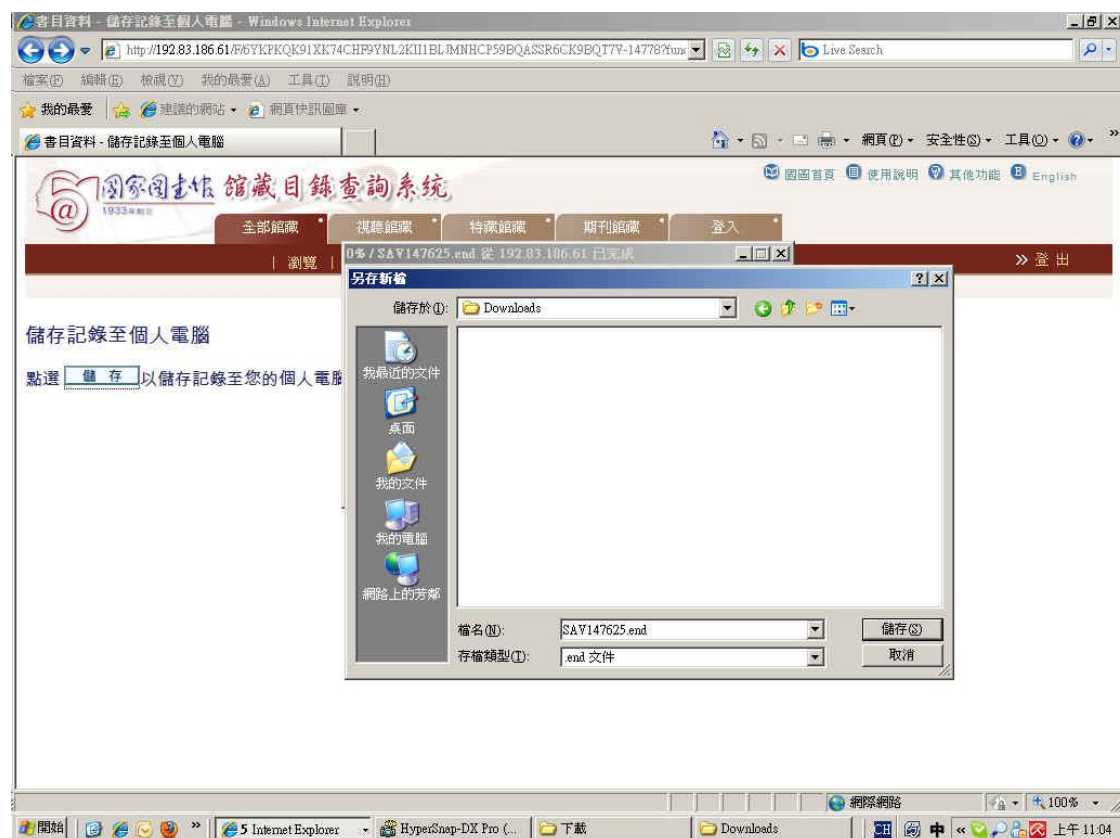 書目資料 - 儲存記錄至個人電腦 - Windows Internet Explorer
Live Search
檔案(F) 編輯(E) 檢視(V) 我的最愛(A) 工具(T) 說明(H)
我的最愛 建議的網站 網頁快訊圖庫
書目資料 - 儲存記錄至個人電腦 網頁(P) 安全性(S) 工具(O) »
國家图書馆 馆藏目錄查詢系統
1933年創立
國圖首頁 使用說明 其他功能 English
全部館藏 視聽館藏 特藏館藏 期刊館藏 登入
| 瀏覽 |
» 登出
0% / SAV147625.end 從 192.83.186.61 已完成
另存新檔
儲存於(I): Downloads
儲存記錄至個人電腦
點選 儲存 以儲存記錄至您的個人電腦
我最近的文件
桌面
我的文件
我的電腦
網路上的芳鄰
檔名(N): SAV147625.end 儲存(S)
存檔類型(T): .end 文件 取消
網際網路 100%
開始 » 5 Internet Explorer HyperSnap-DX Pro (... 下載 Downloads CH 中 « 上午 11:04